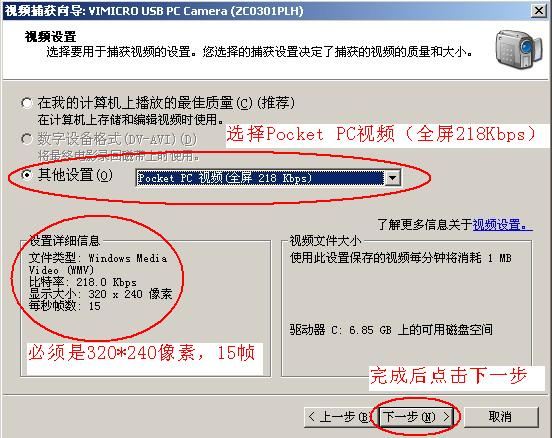 视频捕获向导: VIMICRO USB PC Camera (ZC0301PLH)
视频设置
选择要用于捕获视频的设置。您选择的捕获设置决定了捕获的视频的质量和大小。
在我的计算机上播放的最佳质量(C)(推荐)
在计算机上存储和编辑视频时使用。
数字设备格式(DV-AVI)(D)
将最终电影录回磁带上时使用。
选择Pocket PC视频（全屏218Kbps）
其他设置(O)
Pocket PC 视频(全屏 218 Kbps)
了解更多信息关于视频设置。
设置详细信息
文件类型: Windows Media
Video (WMV)
比特率: 218.0 Kbps
显示大小: 320 x 240 像素
每秒帧数: 15
必须是320*240像素，15帧
视频文件大小
使用此设置保存的视频每分钟将消耗 1 MB
驱动器 C: 6.85 GB 上的可用磁盘空间
完成后点击下一步
< 上一步(B
下一步(N) >
取消